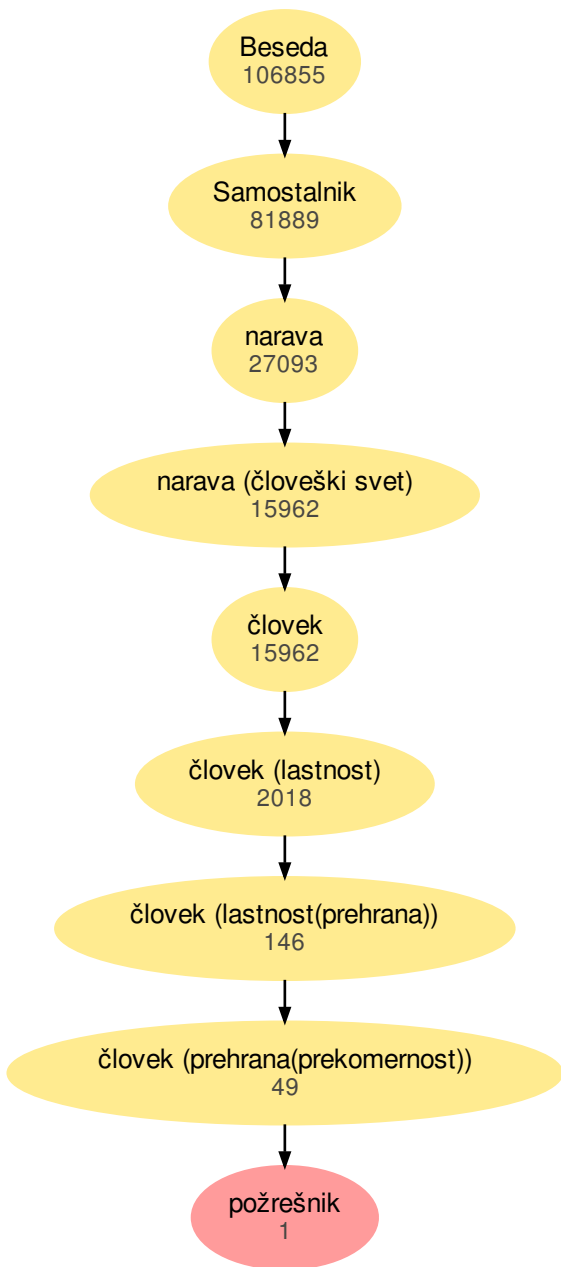 Beseda
106855
Samostalnik
81889
narava
27093
narava (človeški svet)
15962
človek
15962
človek (lastnost)
2018
človek (lastnost(prehrana))
146
človek (prehrana(prekomernost))
49
požrešnik
1